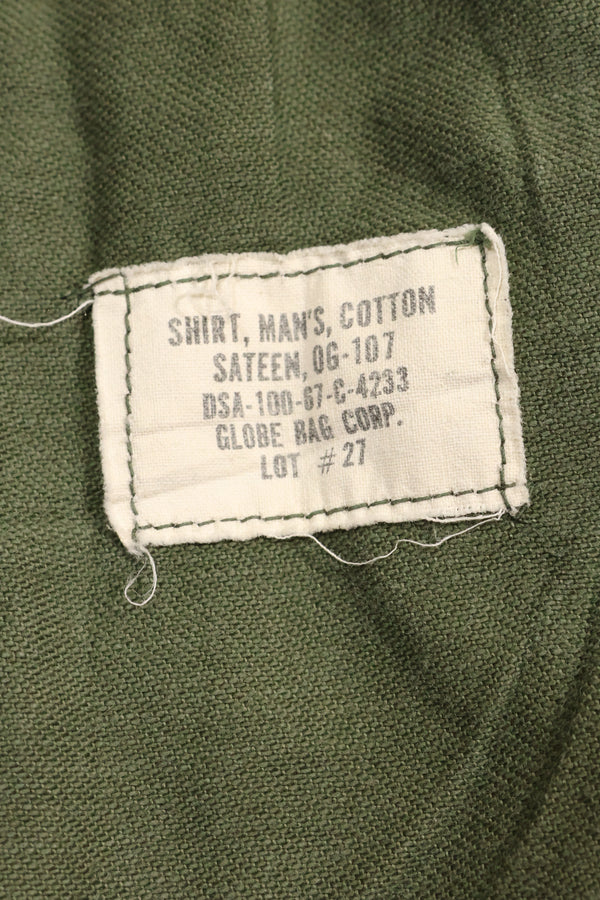 SHIRT, MAN'S, COTTON
SATEEN, OG-107
DSA-100-67-C-4233
GLOBE BAG CORP.
LOT # 27